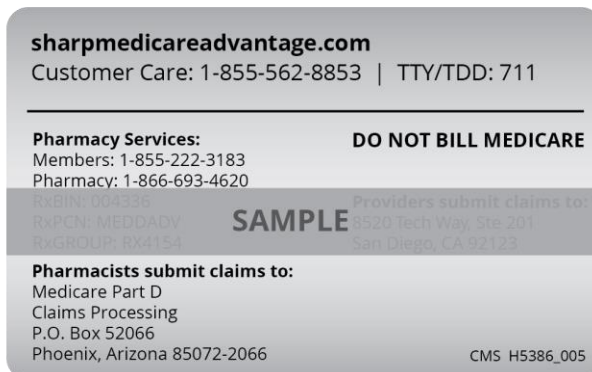 sharpmedicareadvantage.com
Customer Care: 1-855-562-8853 | TTY/TDD: 711
Pharmacy Services:
Members: 1-855-222-3183
Pharmacy: 1-866-693-4620
RxBIN: 004336
RxPCN: MEDDADV
RxGROUP: RX4154
DO NOT BILL MEDICARE
Providers submit claims to:
8520 Tech Way, Ste 201
San Diego, CA 92123
SAMPLE
Pharmacists submit claims to:
Medicare Part D
Claims Processing
P.O. Box 52066
Phoenix, Arizona 85072-2066
CMS H5386_005